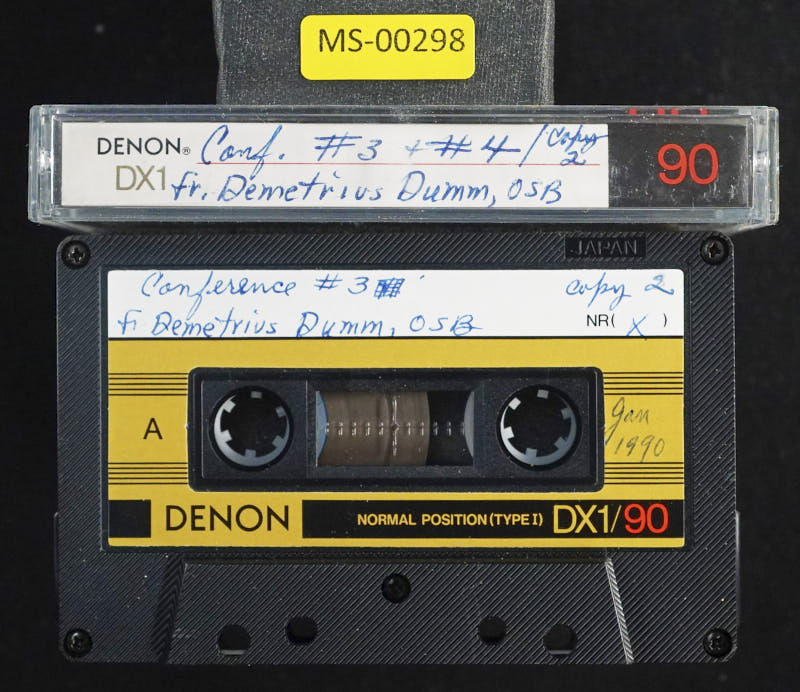 MS-00298
DENON® Conf. #3 + #4 / copy 2
DX1 Fr. Demetrius Dumm, OSB
90
JAPAN
Conference #3 copy 2
Fr Demetrius Dumm, OSB NR( X )
A
Jan
1990
DENON NORMAL POSITION (TYPE I) DX1/90